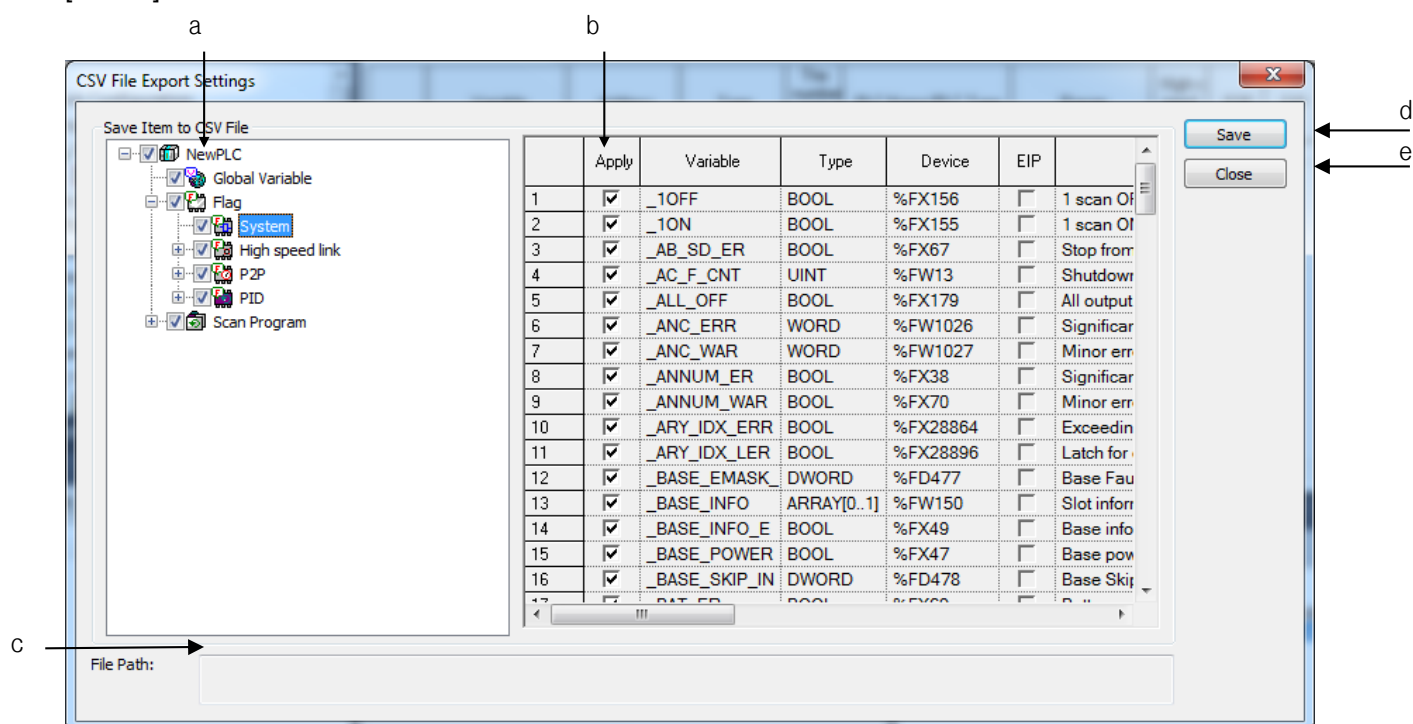 a b
CSV File Export Settings
Save Item to CSV File
NewPLC
Global Variable
Flag
System
High speed link
P2P
PID
Scan Program
Apply Variable Type Device EIP
1 _1OFF BOOL %FX156 1 scan OF
2 _1ON BOOL %FX155 1 scan
3 _AB_SD_ER BOOL %FX67 Stop from
4 _AC_F_CNT UINT %FW13 Shutdown
5 _ALL_OFF BOOL %FX179 All output
6 _ANC_ERR WORD %FW1026 Significar
7 _ANC_WAR WORD %FW1027 Minor err
8 _ANNUM_ER BOOL %FX38 Significar
9 _ANNUM_WAR BOOL %FX70 Minor err
10 _ARY_IDX_ERR BOOL %FX28864 Exceedin
11 _ARY_IDX_LER BOOL %FX28896 Latch for
12 _BASE_EMASK_ DWORD %FD477 Base Fau
13 _BASE_INFO ARRAY[0..1] %FW150 Slot inforr
14 _BASE_INFO_E BOOL %FX49 Base info
15 _BASE_POWER BOOL %FX47 Base pow
16 _BASE_SKIP_IN DWORD %FD478 Base Skip
Save d
Close e
c
File Path: